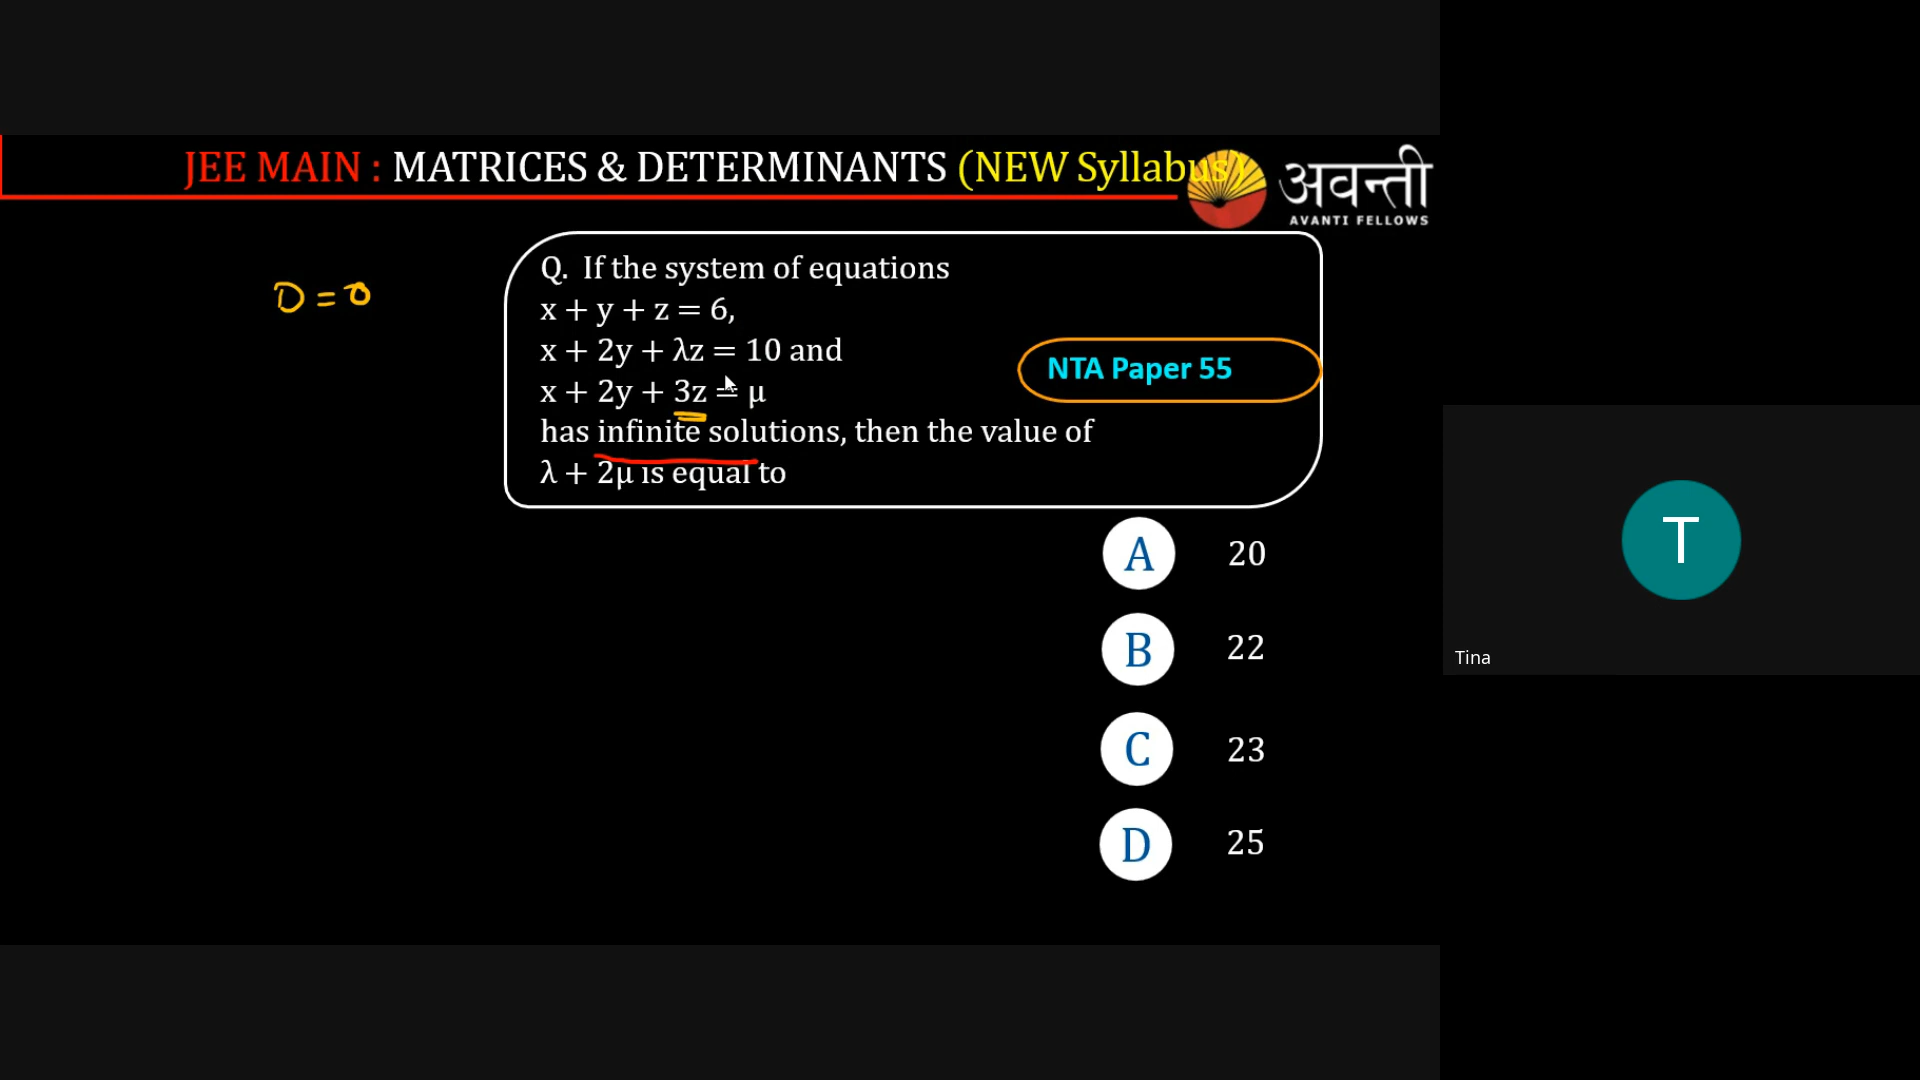 JEE MAIN : MATRICES & DETERMINANTS (NEW Syllabus)
अवन्ती
AVANTI FELLOWS
D = 0
Q. If the system of equations
x + y + z = 6,
x + 2y + λz = 10 and
x + 2y + 3z = μ
has infinite solutions, then the value of
λ + 2μ is equal to
NTA Paper 55
A 20
B 22
C 23
D 25
T
Tina